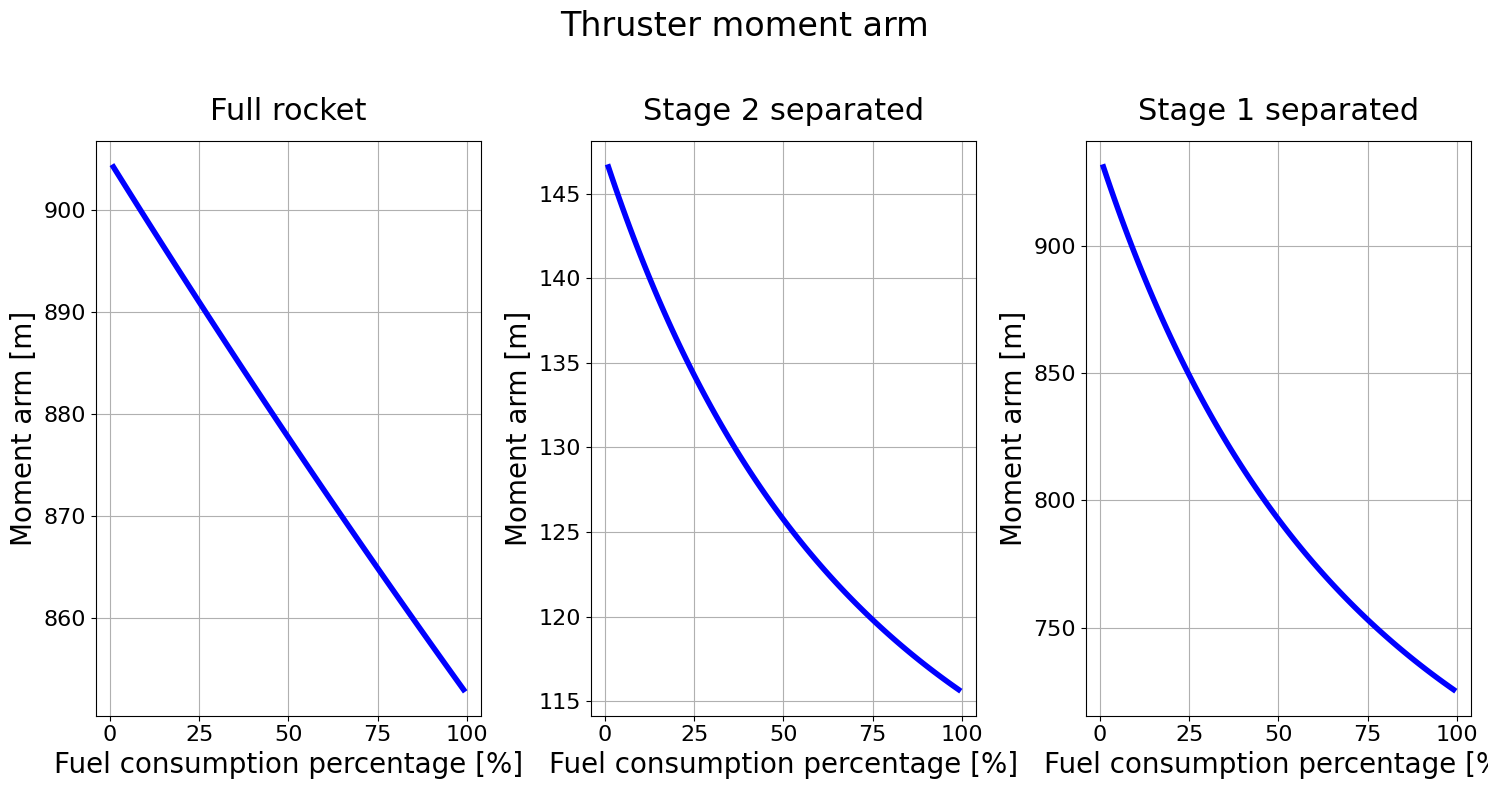 Thruster moment arm
Full rocket
Stage 2 separated
Stage 1 separated
Moment arm [m]
900
890
880
870
860
0 25 50 75 100
Fuel consumption percentage [%]
Moment arm [m]
145
140
135
130
125
120
115
0 25 50 75 100
Fuel consumption percentage [%]
Moment arm [m]
900
850
800
750
0 25 50 75 100
Fuel consumption percentage [%